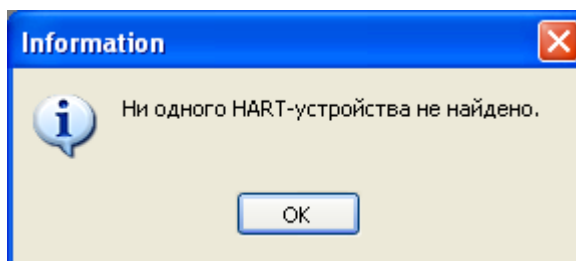 Information
Ни одного HART-устройства не найдено.
OK